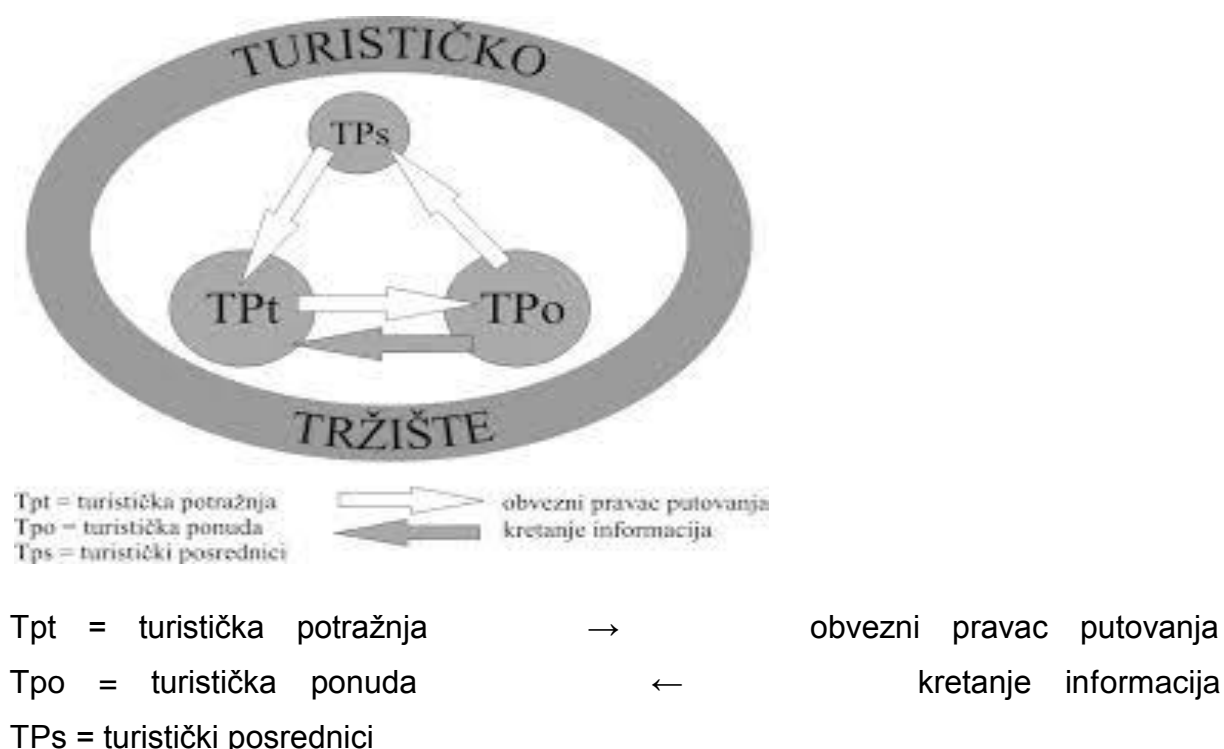 TURISTIČKO
TPs
TPt
TPo
TRŽIŠTE
Tpt = turistička potražnja
obvezni pravac putovanja
Tpo = turistička ponuda
kretanje informacija
Tps = turistički posrednici
Tpt = turistička potražnja → obvezni pravac putovanja
Tpo = turistička ponuda ← kretanje informacija
TPs = turistički posrednici